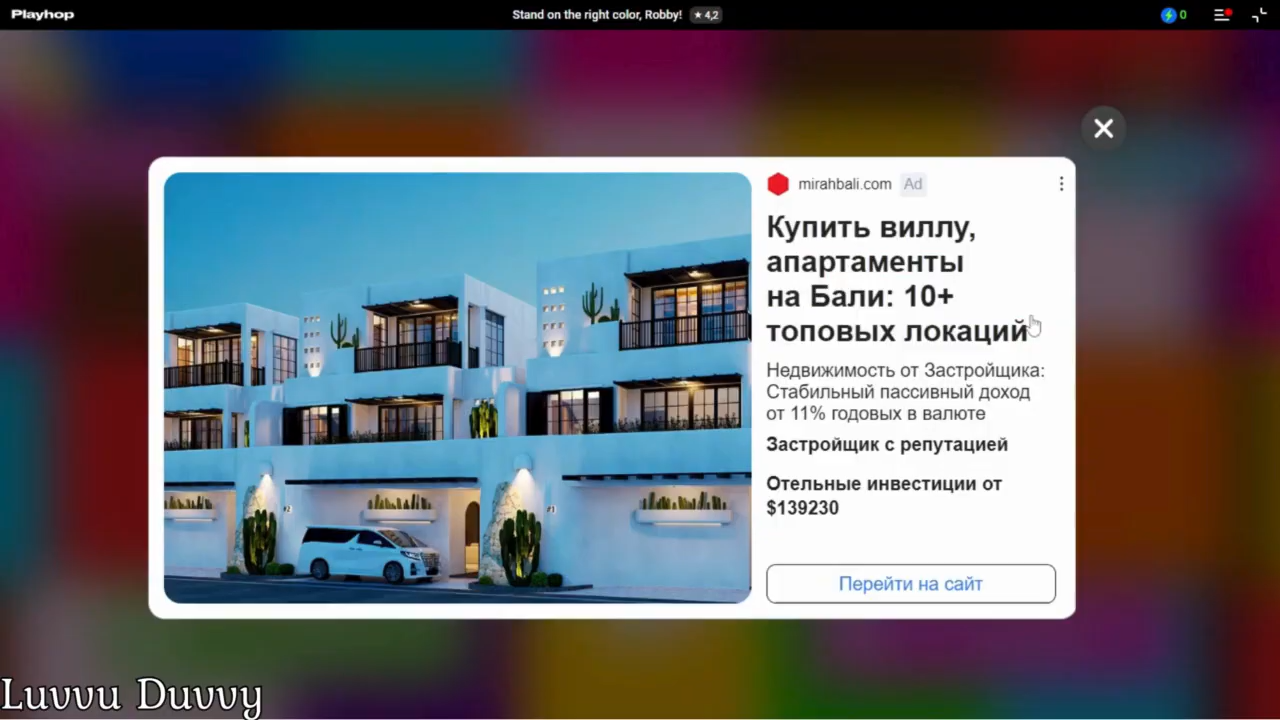 Playhop
Stand on the right color, Robby! ★ 4,2
0
mirahbali.com Ad
Купить виллу,
апартаменты
на Бали: 10+
топовых локаций
Недвижимость от Застройщика:
Стабильный пассивный доход
от 11% годовых в валюте
Застройщик с репутацией
Отельные инвестиции от
$139230
Перейти на сайт
#2
#3
Luvvu Duvvy